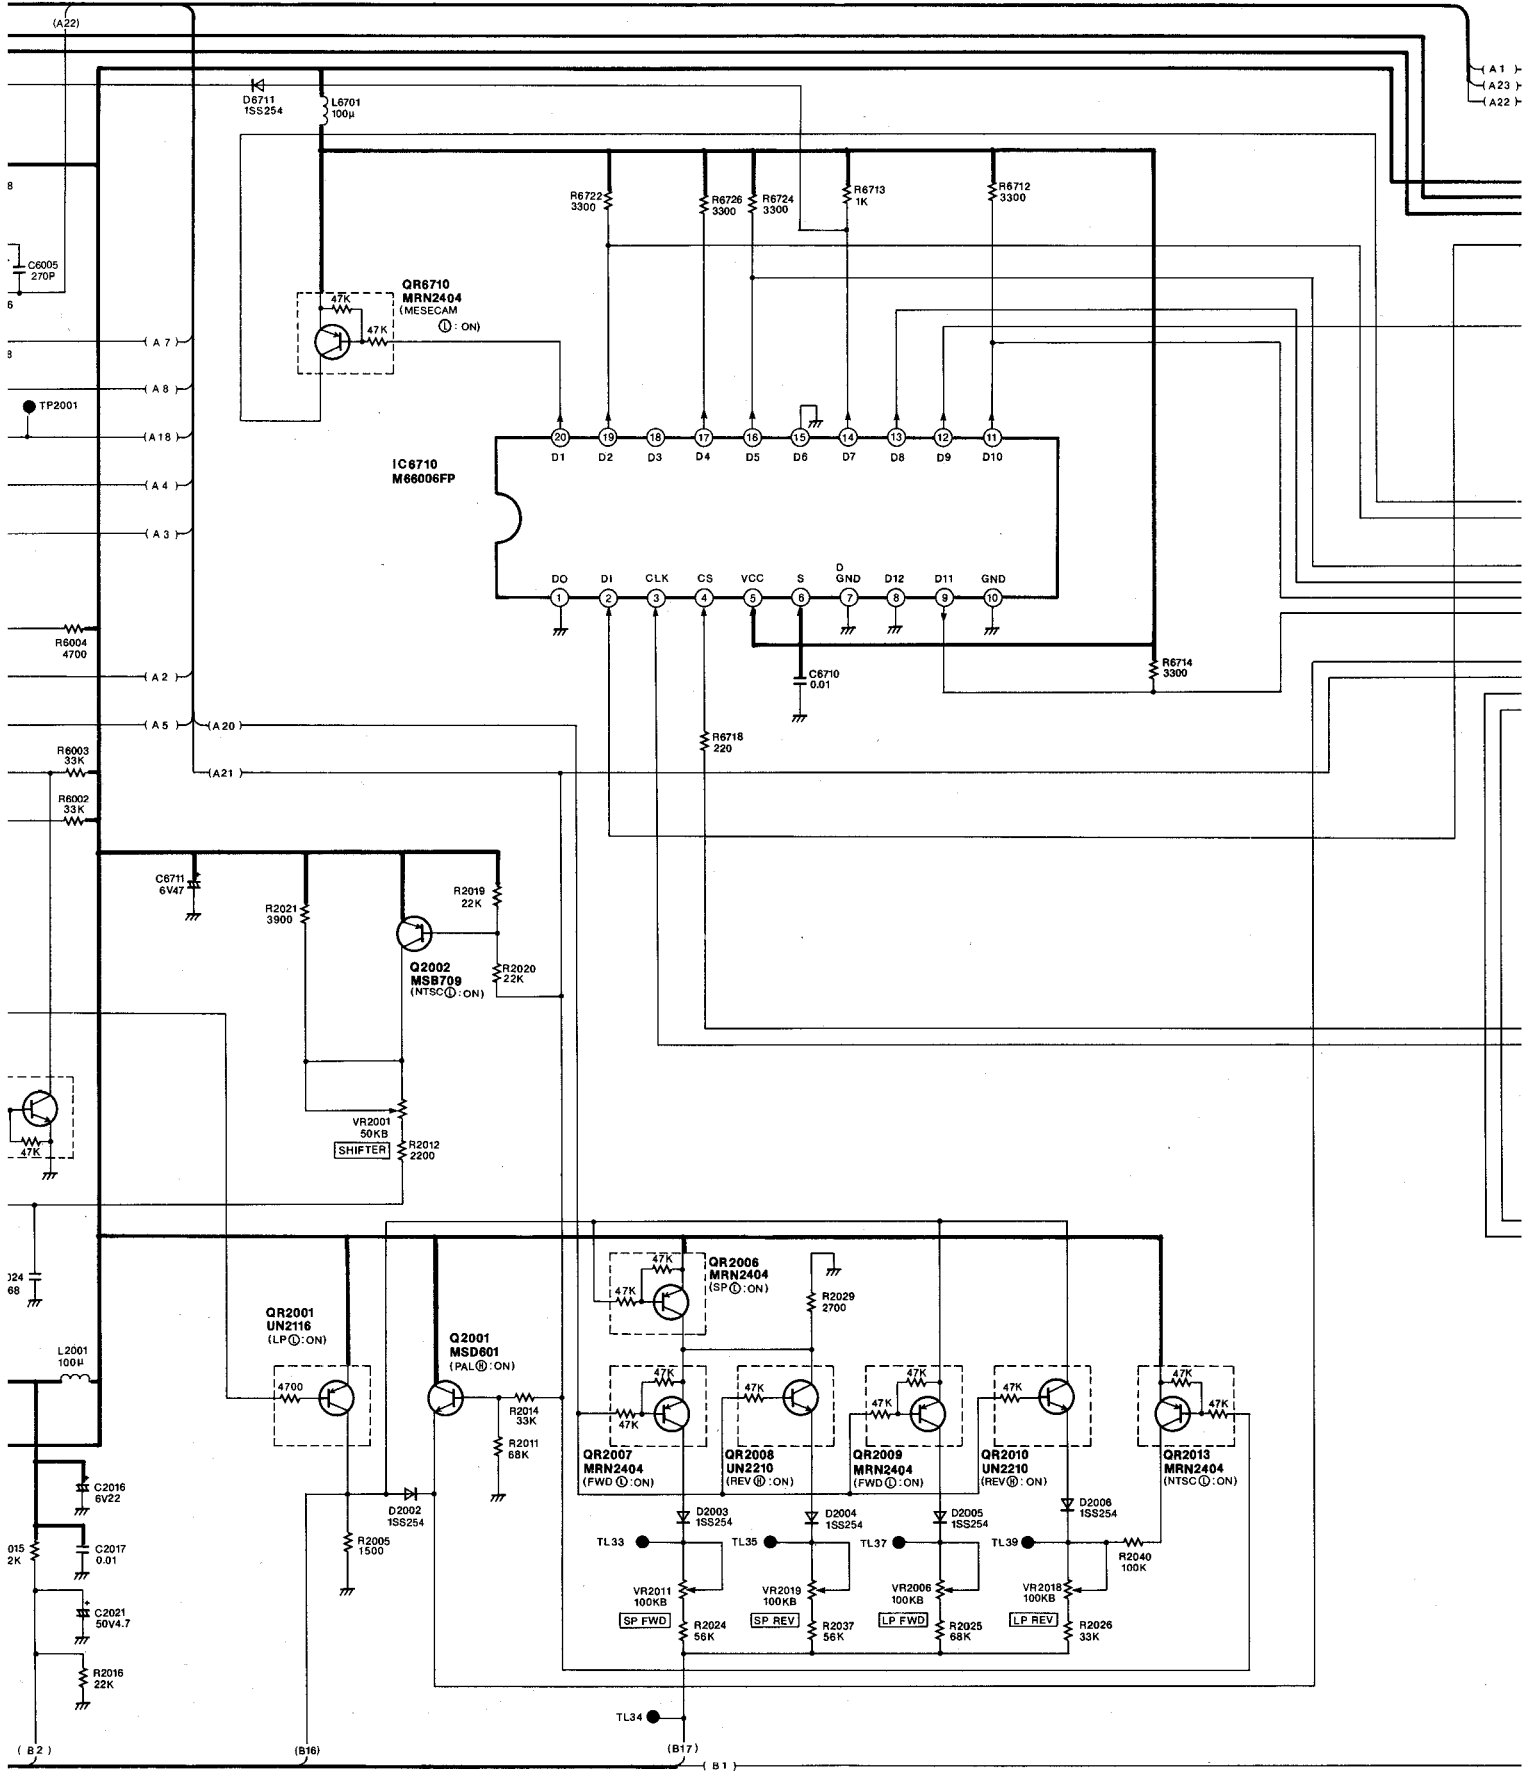 (A22)
D6711
1SS254
L6701
100μ
(A1)
(A23)
(A22)
R6722
3300
R6726
3300
R6724
3300
R6713
1K
R6712
3300
8
C6005
270P
6
QR6710
MRN2404
(MESECAM
Ⓛ:ON)
47K
47K
(A7)
8
(A8)
TP2001
(A18)
(A4)
(A3)
IC6710
M66006FP
20 19 18 17 16 15 14 13 12 11
D1 D2 D3 D4 D5 D6 D7 D8 D9 D10
DO DI CLK CS VCC S D GND D12 D11 GND
1 2 3 4 5 6 7 8 9 10
R6004
4700
(A2)
(A5)
(A20)
(A21)
C6710
0.01
R6714
3300
R6718
220
R6003
33K
R6002
33K
C6711
6V47
R2021
3900
R2019
22K
R2020
22K
Q2002
MSB709
(NTSCⓁ:ON)
47K
VR2001
50KB
SHIFTER
R2012
2200
024
68
L2001
100μ
QR2001
UN2116
(LPⓁ:ON)
4700
Q2001
MSD601
(PALⒽ:ON)
R2014
33K
R2011
68K
47K
47K
QR2006
MRN2404
(SPⓁ:ON)
R2029
2700
47K
47K
QR2007
MRN2404
(FWDⓁ:ON)
47K
QR2008
UN2210
(REVⒽ:ON)
47K
47K
QR2009
MRN2404
(FWDⓁ:ON)
47K
QR2010
UN2210
(REVⒽ:ON)
47K
47K
QR2013
MRN2404
(NTSCⓁ:ON)
C2016
6V22
015
2K
C2017
0.01
C2021
50V4.7
R2016
22K
D2002
1SS254
R2005
1500
D2003
1SS254
D2004
1SS254
D2005
1SS254
D2006
1SS254
TL33
TL35
TL37
TL39
R2040
100K
VR2011
100KB
SP FWD
VR2019
100KB
SP REV
VR2006
100KB
LP FWD
VR2018
100KB
LP REV
R2024
56K
R2037
56K
R2025
68K
R2026
33K
TL34
(B2)
(B16)
(B17)
(B1)